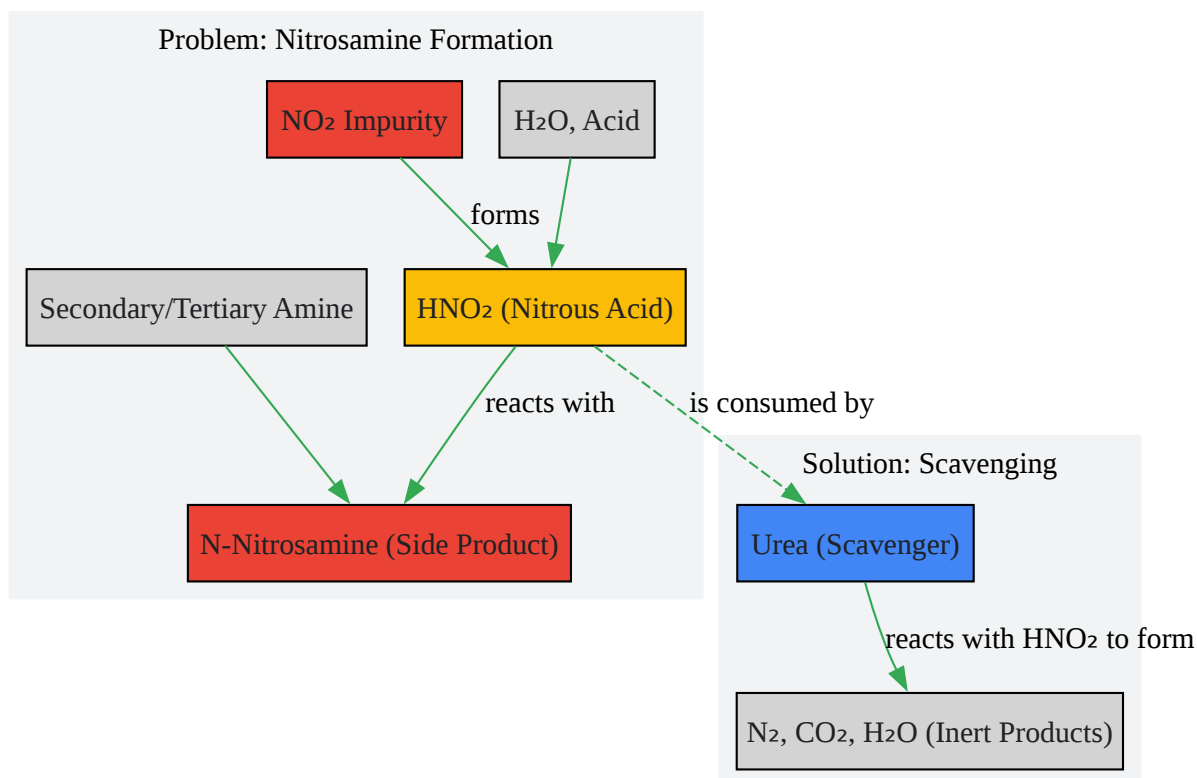 Problem: Nitrosamine Formation
NO₂ Impurity
H₂O, Acid
forms
Secondary/Tertiary Amine
HNO₂ (Nitrous Acid)
reacts with
is consumed by
Solution: Scavenging
N-Nitrosamine (Side Product)
Urea (Scavenger)
reacts with HNO₂ to form
N₂, CO₂, H₂O (Inert Products)